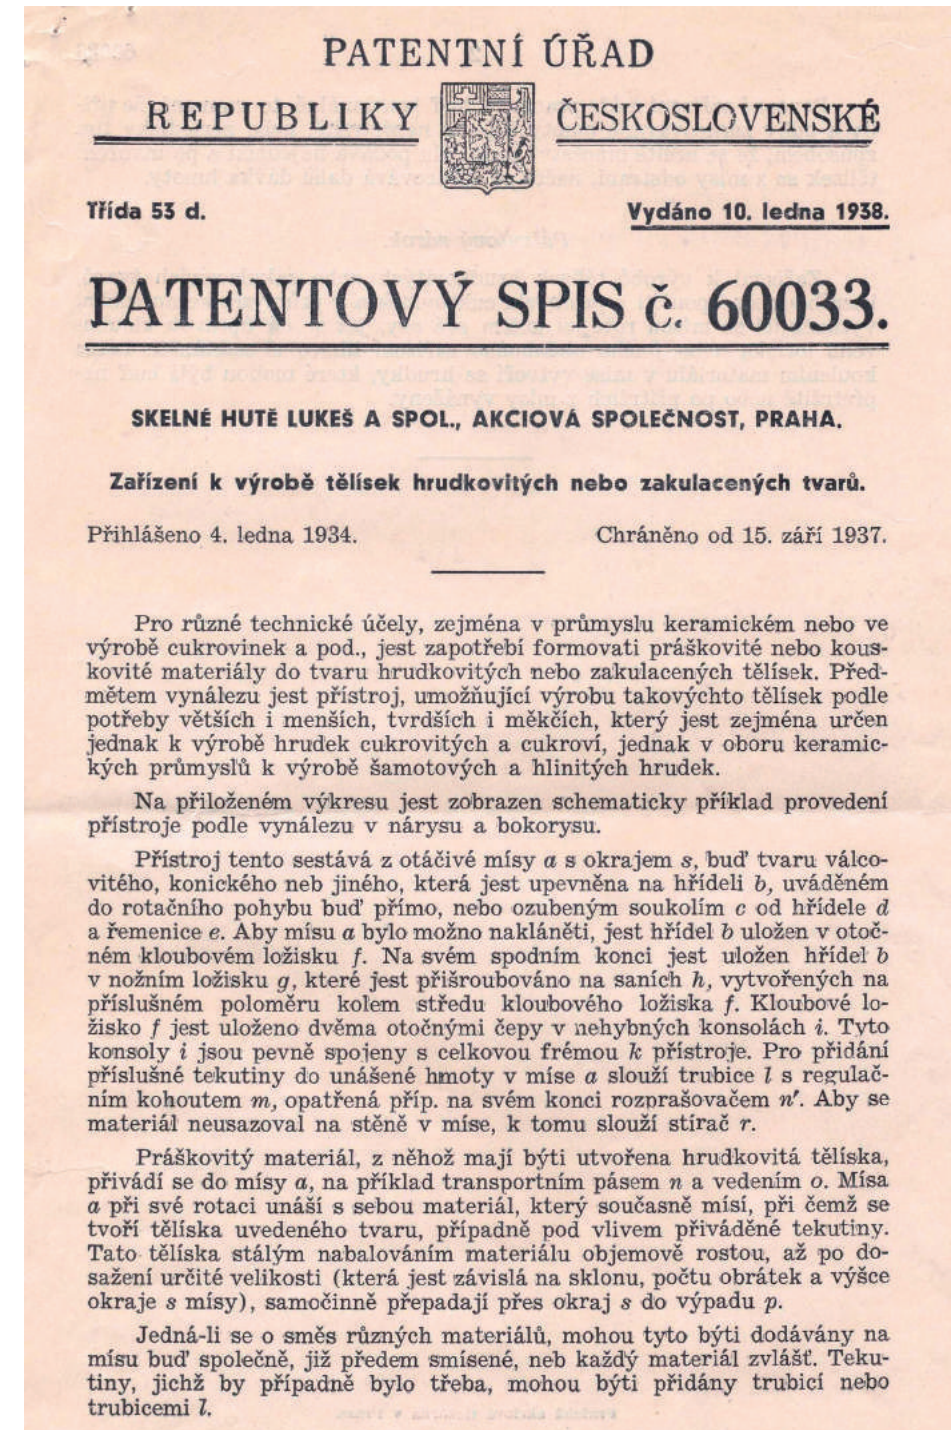 PATENTNÍ ÚŘAD
REPUBLIKY ČESKOSLOVENSKÉ
Třída 53 d. Vydáno 10. ledna 1938.
PATENTOVÝ SPIS č. 60033.
SKELNÉ HUTĚ LUKEŠ A SPOL., AKCIOVÁ SPOLEČNOST, PRAHA.
Zařízení k výrobě tělísek hrudkovitých nebo zakulacených tvarů.
Přihlášeno 4. ledna 1934. Chráněno od 15. září 1937.
Pro různé technické účely, zejména v průmyslu keramickém nebo ve
výrobě cukrovinek a pod., jest zapotřebí formovati práškovité nebo kous-
kovité materiály do tvaru hrudkovitých nebo zakulacených tělísek. Před-
mětem vynálezu jest přístroj, umožňující výrobu takovýchto tělísek podle
potřeby větších i menších, tvrdších i měkčích, který jest zejména určen
jednak k výrobě hrudek cukrovitých a cukroví, jednak v oboru keramic-
kých průmyslů k výrobě šamotových a hlinitých hrudek.
Na přiloženém výkresu jest zobrazen schematicky příklad provedení
přístroje podle vynálezu v nárysu a bokorysu.
Přístroj tento sestává z otáčivé mísy a s okrajem s, buď tvaru válco-
vitého, konického neb jiného, která jest upevněna na hřídeli b, uváděném
do rotačního pohybu buď přímo, nebo ozubeným soukolím c od hřídele d
a řemenice e. Aby mísu a bylo možno nakláněti, jest hřídel b uložen v otoč-
ném kloubovém ložisku f. Na svém spodním konci jest uložen hřídel b
v nožním ložisku g, které jest přišroubováno na saních h, vytvořených na
příslušném poloměru kolem středu kloubového ložiska f. Kloubové lo-
žisko f jest uloženo dvěma otočnými čepy v nehybných konsolách i. Tyto
konsoly i jsou pevně spojeny s celkovou frémou k přístroje. Pro přidání
příslušné tekutiny do unášené hmoty v míse a slouží trubice l s regulač-
ním kohoutem m, opatřená příp. na svém konci rozprašovačem n'. Aby se
materiál neusazoval na stěně v míse, k tomu slouží stírač r.
Práškovitý materiál, z něhož mají býti utvořena hrudkovitá tělíska,
přivádí se do mísy a, na příklad transportním pásem n a vedením o. Mísa
a při své rotaci unáší s sebou materiál, který současně mísí, při čemž se
tvoří tělíska uvedeného tvaru, případně pod vlivem přiváděné tekutiny.
Tato tělíska stálým nabalováním materiálu objemově rostou, až po do-
sažení určité velikosti (která jest závislá na sklonu, počtu obrátek a výšce
okraje s mísy), samočinně přepadají přes okraj s do výpadu p.
Jedná-li se o směs různých materiálů, mohou tyto býti dodávány na
mísu buď společně, již předem smísené, neb každý materiál zvlášť. Teku-
tiny, jichž by případně bylo třeba, mohou býti přidány trubicí nebo
trubicemi l.